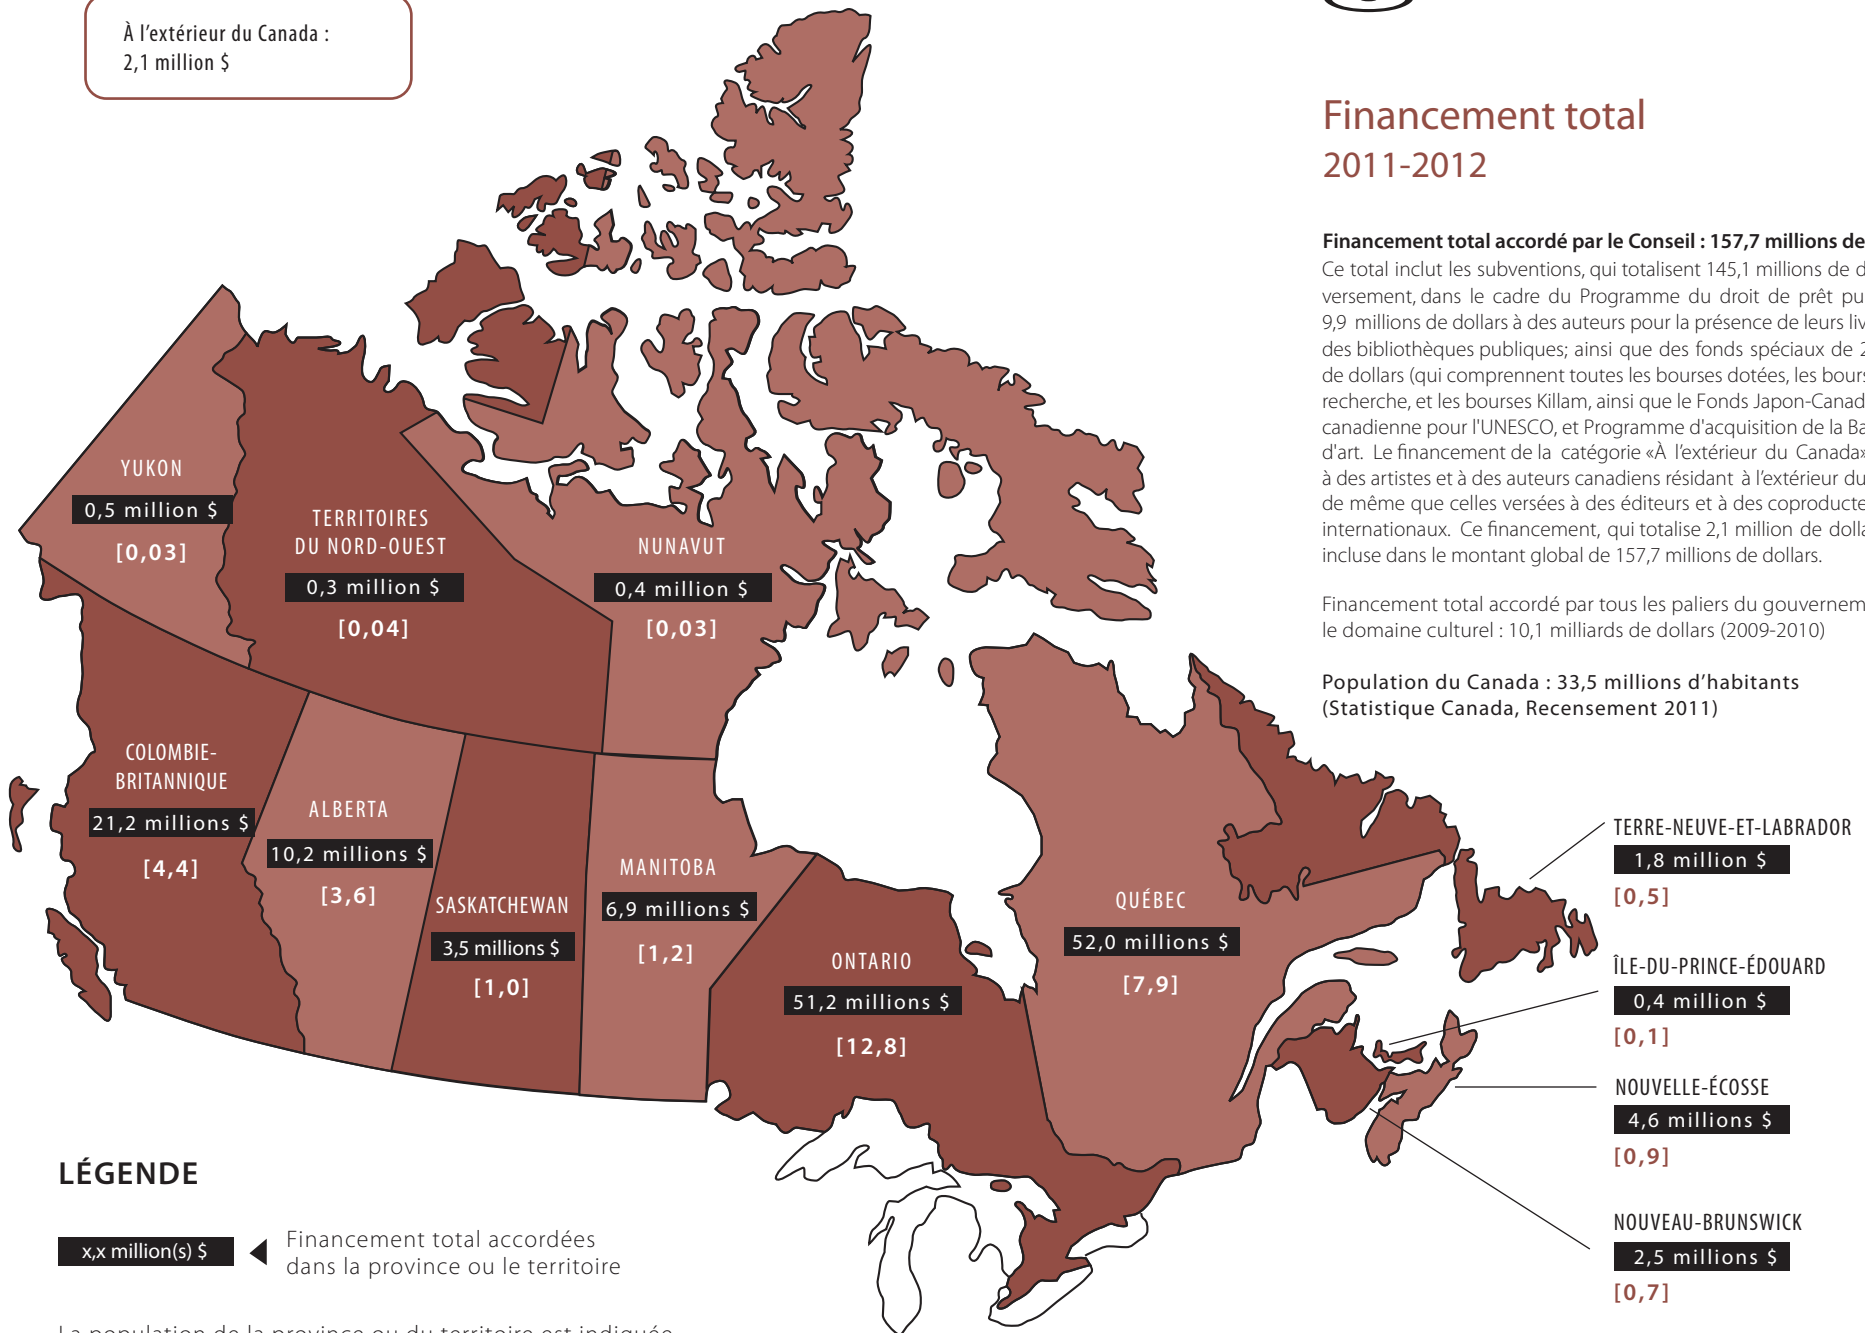 À l'extérieur du Canada :
2,1 million $
Financement total
2011-2012
Financement total accordé par le Conseil : 157,7 millions de
Ce total inclut les subventions, qui totalisent 145,1 millions de
versement, dans le cadre du Programme du droit de prêt
9,9 millions de dollars à des auteurs pour la présence de leurs
des bibliothèques publiques; ainsi que des fonds spéciaux de
de dollars (qui comprennent toutes les bourses dotées, les
recherche, et les bourses Killam, ainsi que le Fonds
canadienne pour l'UNESCO, et Programme d'acquisition de la
d'art. Le financement de la catégorie «À l'extérieur du Canada»
à des artistes et à des auteurs canadiens résidant à l'extérieur du
de même que celles versées à des éditeurs et à des
internationaux. Ce financement, qui totalise 2,1 million de
incluse dans le montant global de 157,7 millions de dollars.
Financement total accordé par tous les paliers du
le domaine culturel : 10,1 milliards de dollars (2009-2010)
Population du Canada : 33,5 millions d'habitants
(Statistique Canada, Recensement 2011)
YUKON
0,5 million $
[0,03]
TERRITOIRES
DU NORD-OUEST
0,3 million $
[0,04]
NUNAVUT
0,4 million $
[0,03]
COLOMBIE-
BRITANNIQUE
21,2 millions $
[4,4]
ALBERTA
10,2 millions $
[3,6]
SASKATCHEWAN
3,5 millions $
[1,0]
MANITOBA
6,9 millions $
[1,2]
ONTARIO
51,2 millions $
[12,8]
QUÉBEC
52,0 millions $
[7,9]
TERRE-NEUVE-ET-LABRADOR
1,8 million $
[0,5]
ÎLE-DU-PRINCE-ÉDOUARD
0,4 million $
[0,1]
NOUVELLE-ÉCOSSE
4,6 millions $
[0,9]
NOUVEAU-BRUNSWICK
2,5 millions $
[0,7]
LÉGENDE
x,x million(s) $
Financement total accordées
dans la province ou le territoire
La population de la province ou du territoire est indiquée